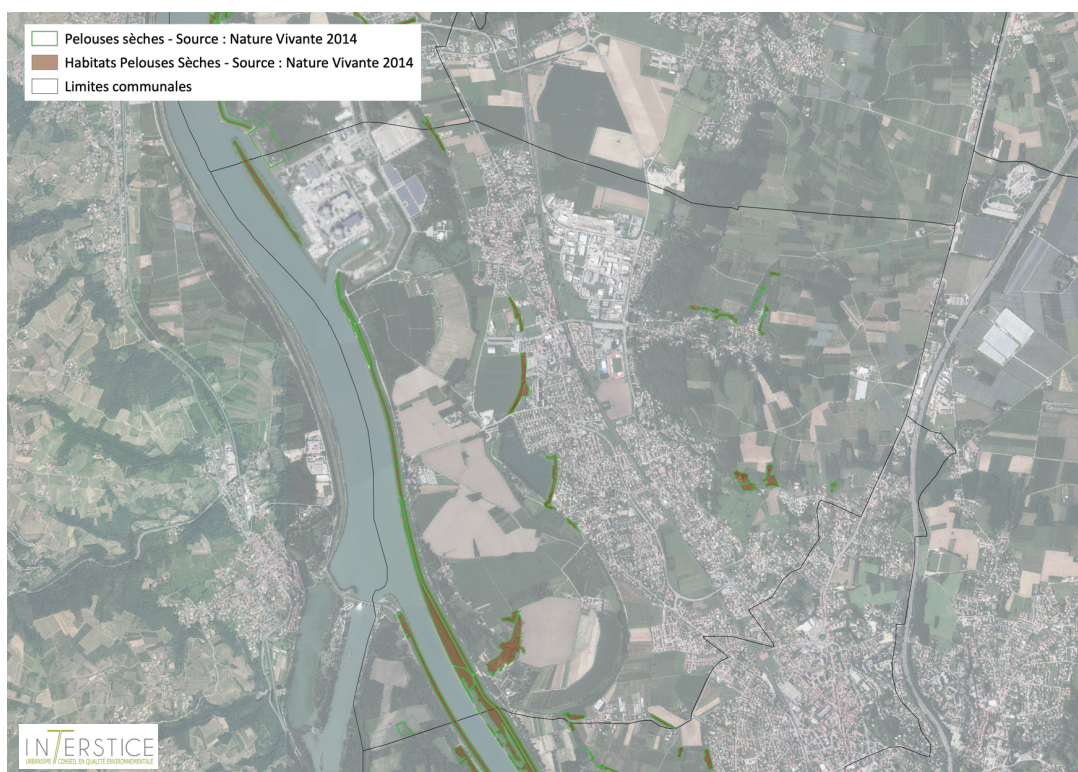 Pelouses sèches - Source : Nature Vivante 2014
Habitats Pelouses Sèches - Source : Nature Vivante 2014
Limites communales
INTERSTICE
URBANISME CONSEIL EN QUALITÉ ENVIRONNEMENTALE